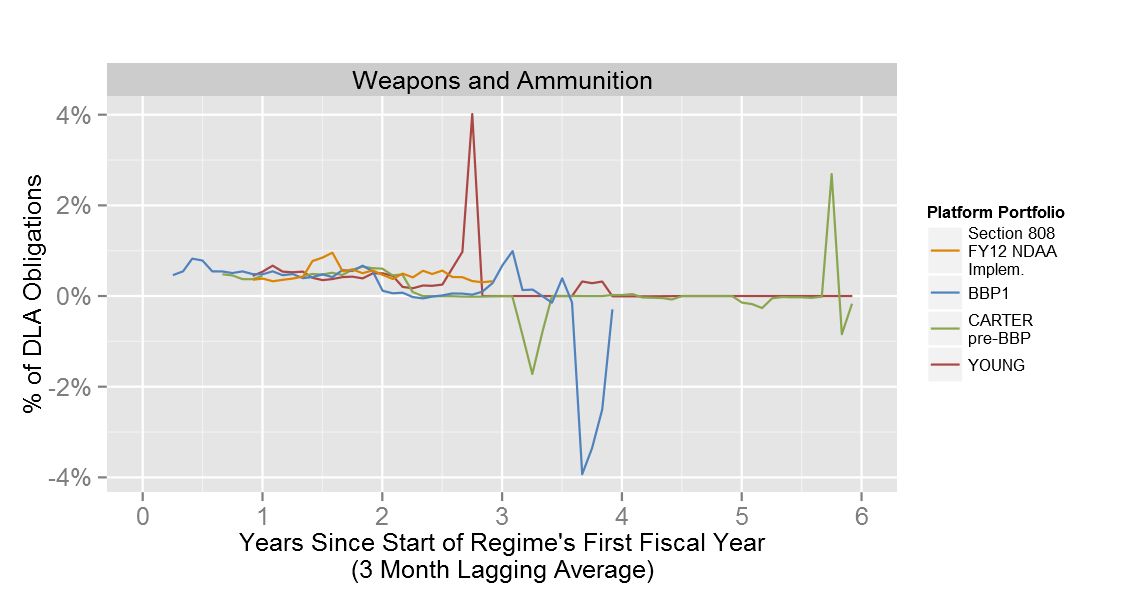 Weapons and Ammunition
4%
2%
0%
-2%
-4%
% of DLA Obligations
0 1 2 3 4 5 6
Years Since Start of Regime's First Fiscal Year
(3 Month Lagging Average)
Platform Portfolio
Section 808
FY12 NDAA
Implem.
BBP1
CARTER
pre-BBP
YOUNG